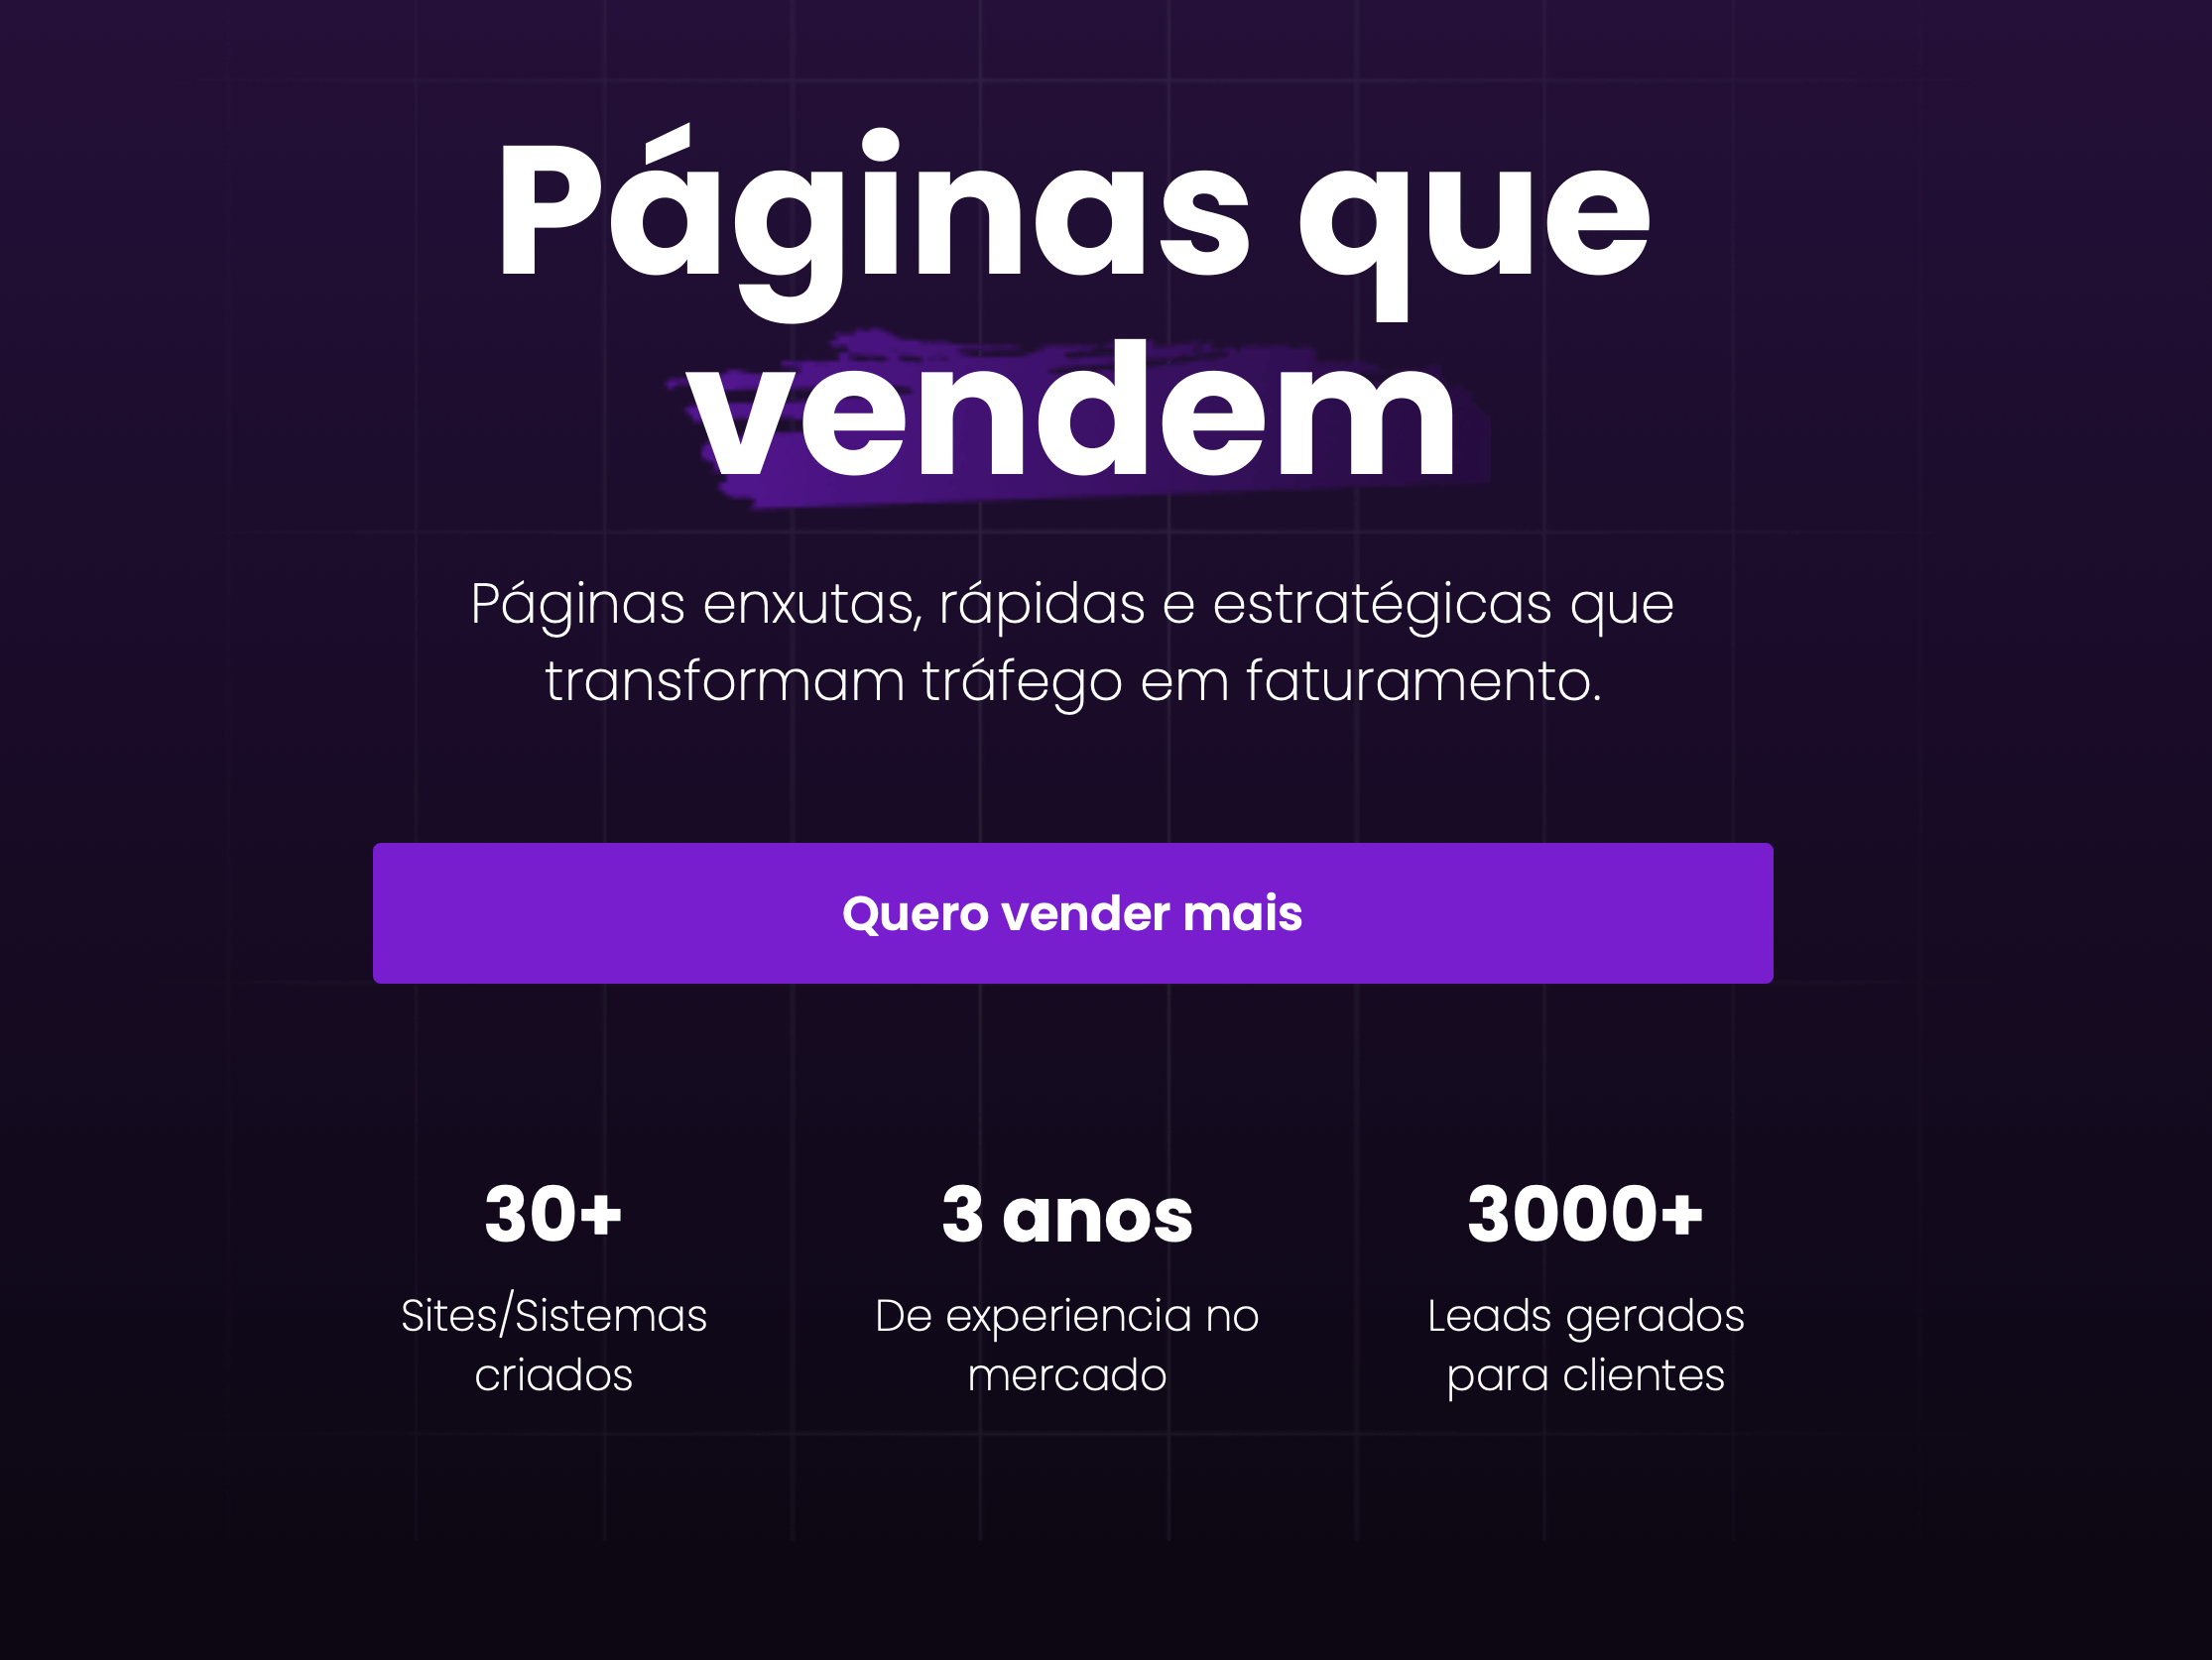 Páginas que
vendem
Páginas enxutas, rápidas e estratégicas que
transformam tráfego em faturamento.
Quero vender mais
30+
Sites/Sistemas
criados
3 anos
De experiencia no
mercado
3000+
Leads gerados
para clientes